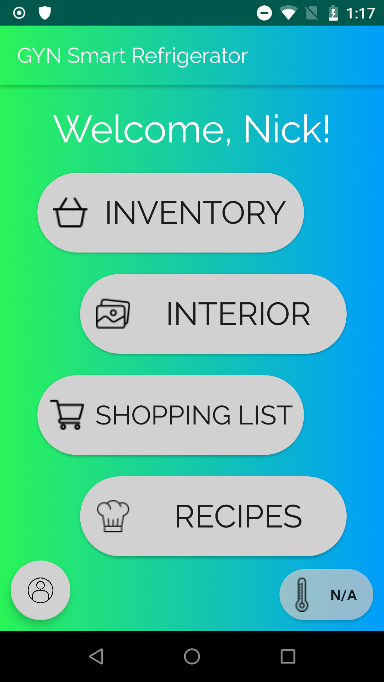 1:17
GYN Smart Refrigerator
Welcome, Nick!
INVENTORY
INTERIOR
SHOPPING LIST
RECIPES
N/A